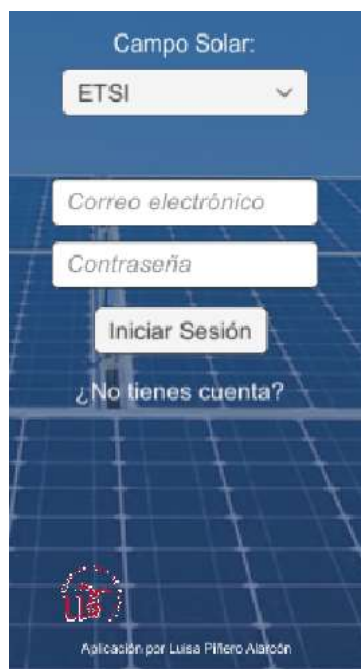 Campo Solar:
ETSI
Correo electrónico
Contraseña
Iniciar Sesión
¿No tienes cuenta?
Aplicación por Luisa Piñero Alarcón